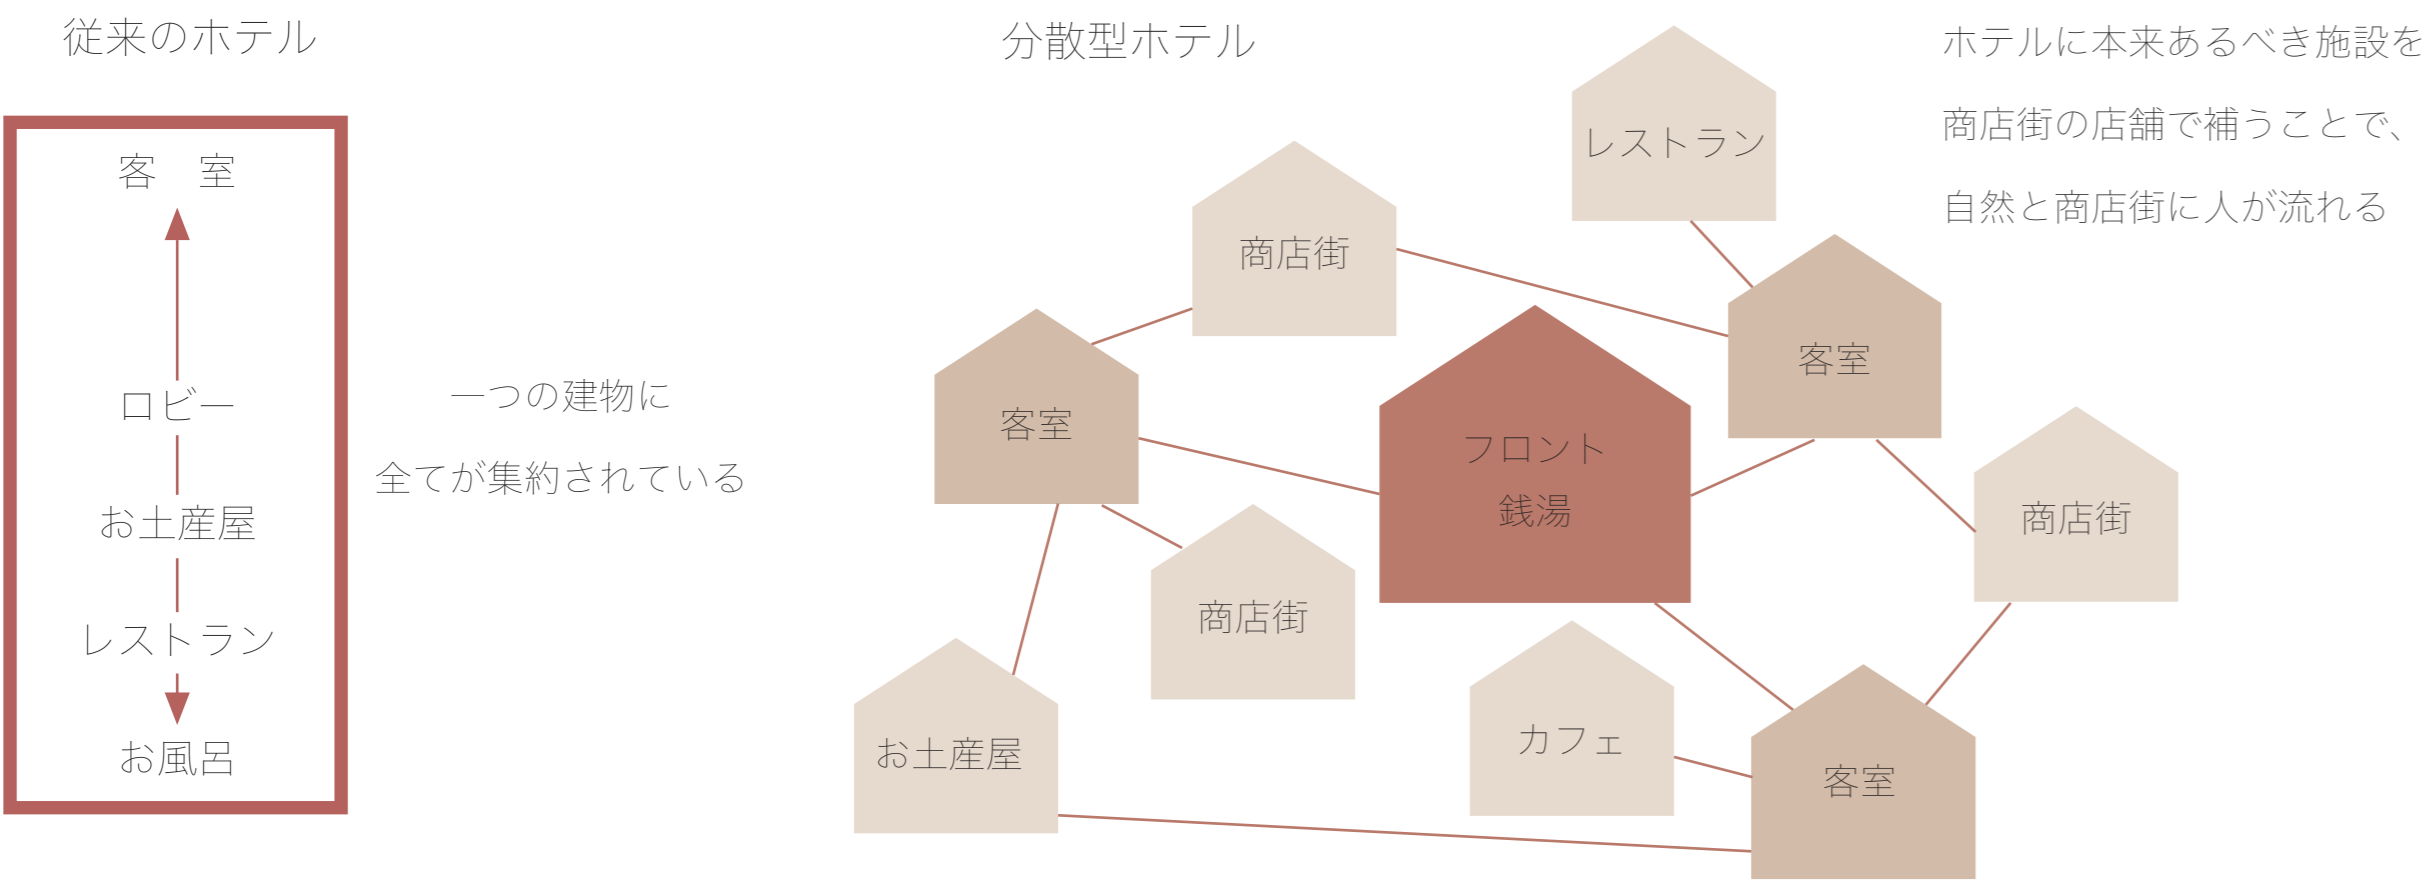 従来のホテル
客　室
ロビー
お土産屋
レストラン
お風呂
一つの建物に
全てが集約されている
分散型ホテル
ホテルに本来あるべき施設を
商店街の店舗で補うことで、
自然と商店街に人が流れる
レストラン
商店街
客室
客室
フロント
銭湯
商店街
商店街
お土産屋
カフェ
客室